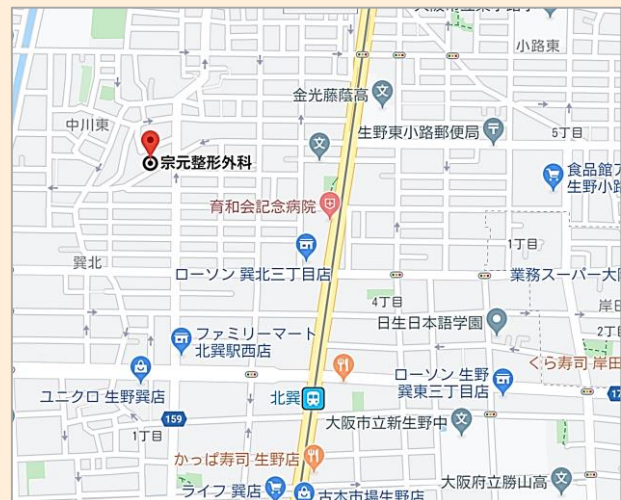 小路東
金光藤蔭高
中川東
生野東小路郵便局
5丁目
宗元整形外科
食品館
生野小路
育和会記念病院
1丁目
巽北
ローソン 巽北三丁目店
業務スーパー大阪
4丁目
岸田
日生日本語学園
2丁目
ファミリーマート
北巽駅西店
くら寿司 岸田
ローソン 生野
巽東三丁目店
ユニクロ 生野巽店
北巽
159
17
大阪市立新生野中
1丁目
かっぱ寿司 生野店
大阪府立勝山高
ライフ 巽店
古本市場生野店